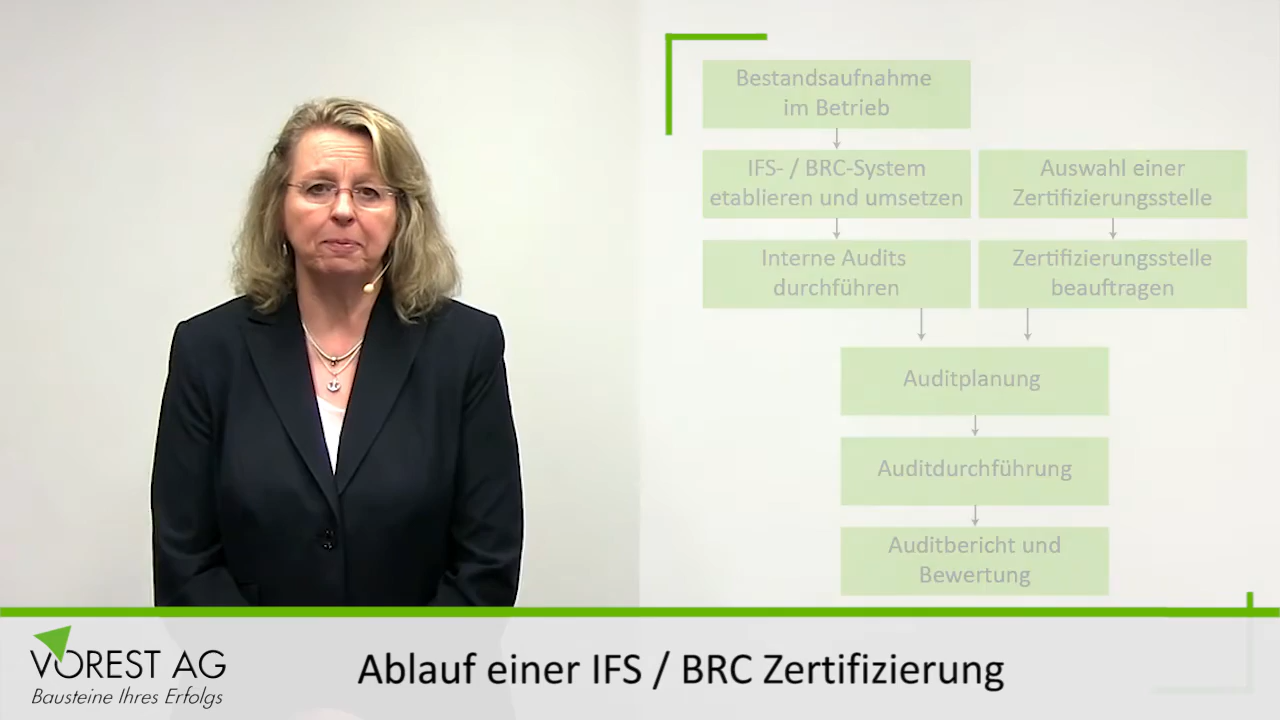 Bestandsaufnahme
im Betrieb
IFS- / BRC-System
etablieren und umsetzen
Auswahl einer
Zertifizierungsstelle
Interne Audits
durchführen
Zertifizierungsstelle
beauftragen
Auditplanung
Auditdurchführung
Auditbericht und
Bewertung
VOREST AG
Bausteine Ihres Erfolgs
Ablauf einer IFS / BRC Zertifizierung